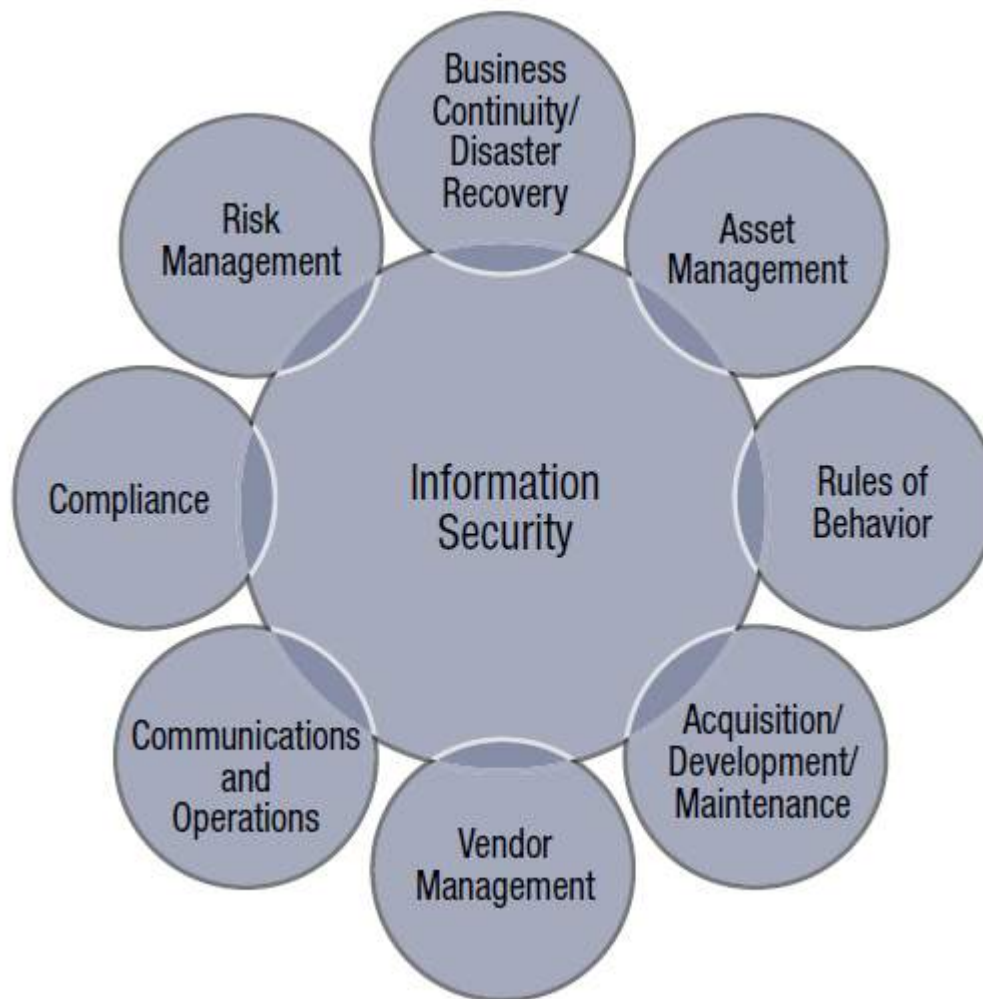 Business
Continuity/
Disaster
Recovery
Risk
Management
Asset
Management
Compliance
Information
Security
Rules of
Behavior
Communications
and
Operations
Vendor
Management
Acquisition/
Development/
Maintenance